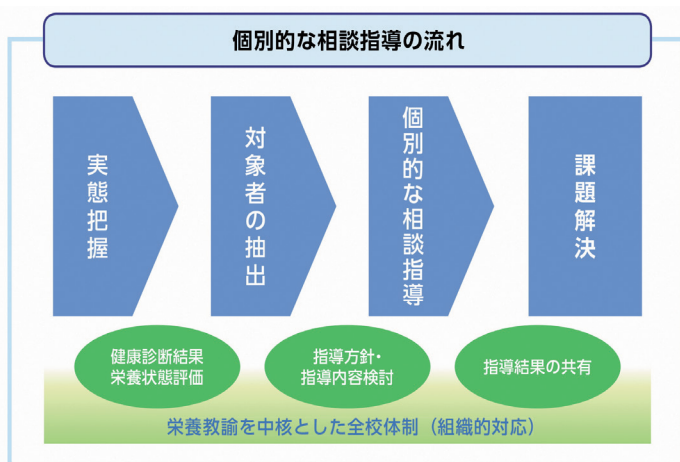 個別的な相談指導の流れ
実態把握
対象者の抽出
個別的な相談指導
課題解決
健康診断結果
栄養状態評価
指導方針・
指導内容検討
指導結果の共有
栄養教諭を中核とした全校体制（組織的対応）